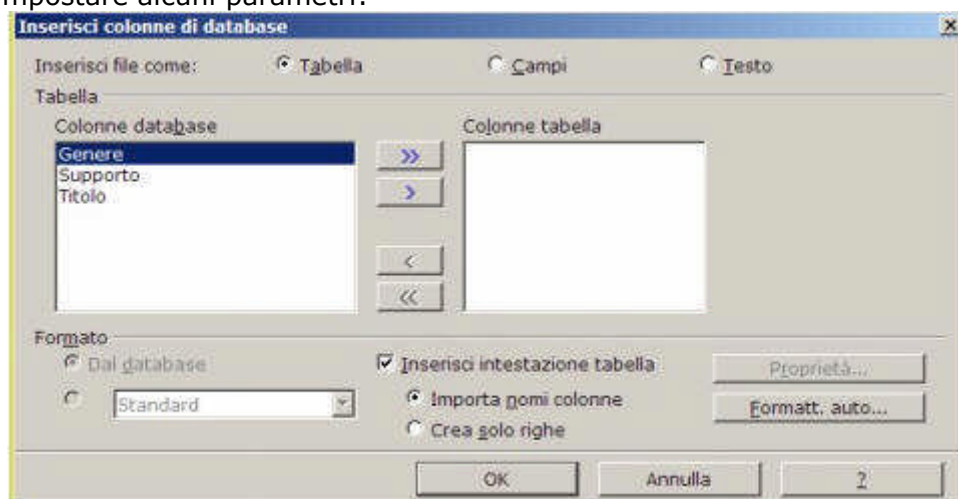 impostare alcuni parametri:
Inserisci colonne di database
Inserisci file come: Tabella Campi Testo
Tabella
Colonne database Colonne tabella
Genere
Supporto
Titolo
Formato
Dal database Inserisci intestazione tabella Proprietà...
Standard Importa nomi colonne Formatt. auto...
Crea solo righe
OK Annulla ?